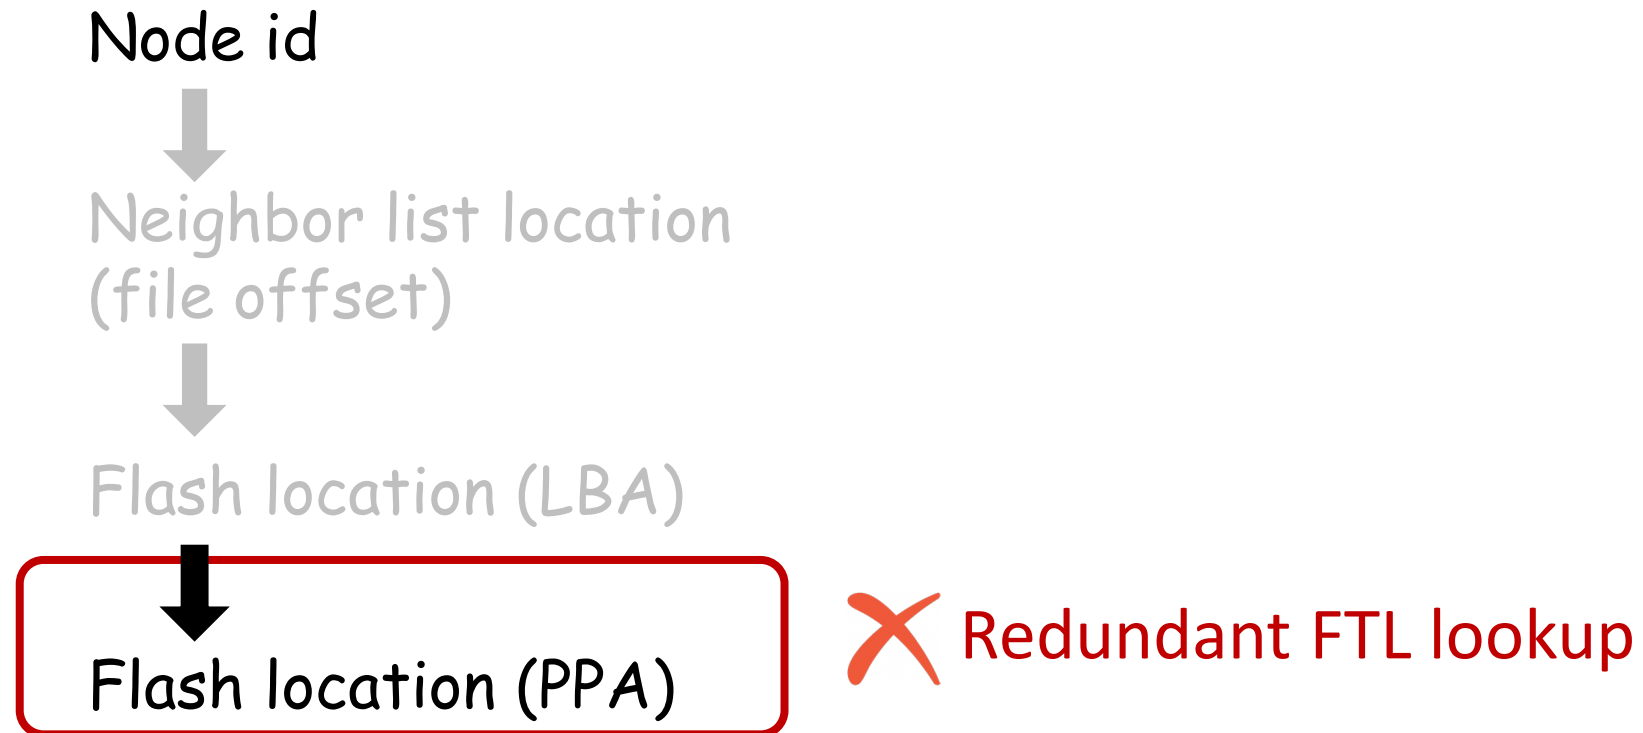 Node id
Neighbor list location
(file offset)
Flash location (LBA)
Flash location (PPA)
Redundant FTL lookup